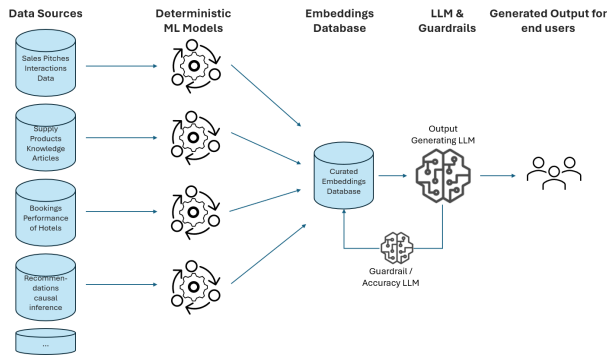 Data Sources
Deterministic
ML Models
Embeddings
Database
LLM &
Guardrails
Generated Output for
end users
Sales Pitches
Interactions
Data
Supply
Products
Knowledge
Articles
Bookings
Performance
of Hotels
Recommen-
dations
causal
inference
...
Curated
Embeddings
Database
Output
Generating LLM
Guardrail /
Accuracy LLM